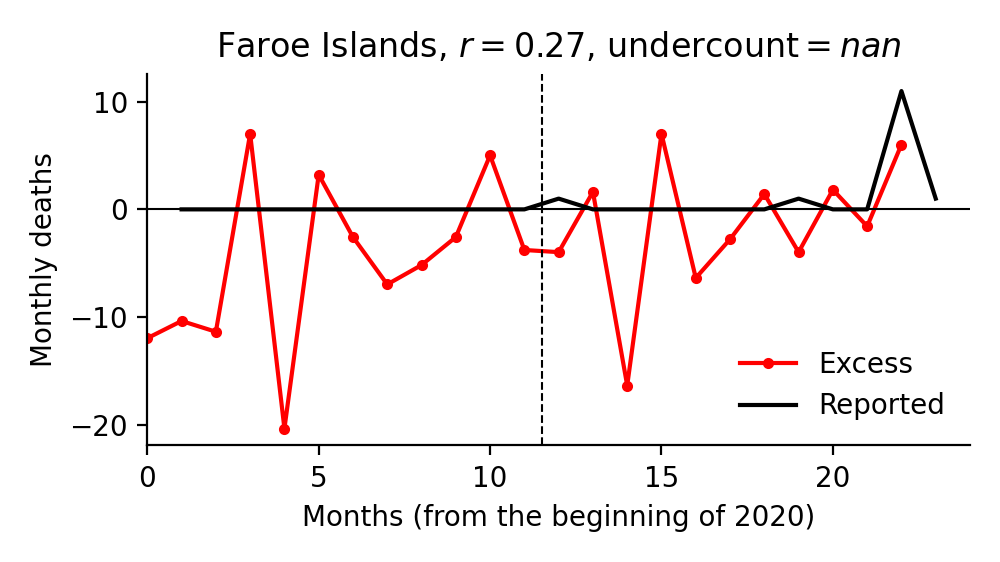 Faroe Islands, r = 0.27, undercount = nan
Monthly deaths
10
0
−10
−20
Excess
Reported
0 5 10 15 20
Months (from the beginning of 2020)